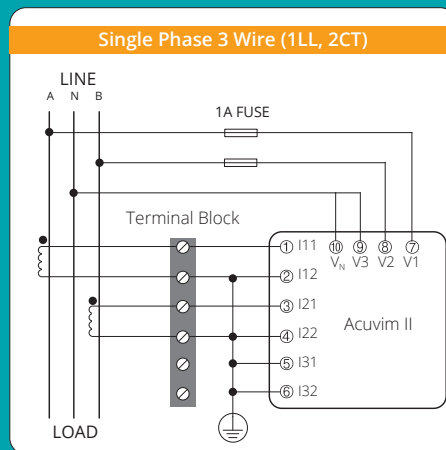 Single Phase 3 Wire (1LL, 2CT)
LINE
A N B
1A FUSE
Terminal Block
1 I11 10 9 8 7
VN V3 V2 V1
2 I12
3 I21
Acuvim II
4 I22
5 I31
6 I32
LOAD